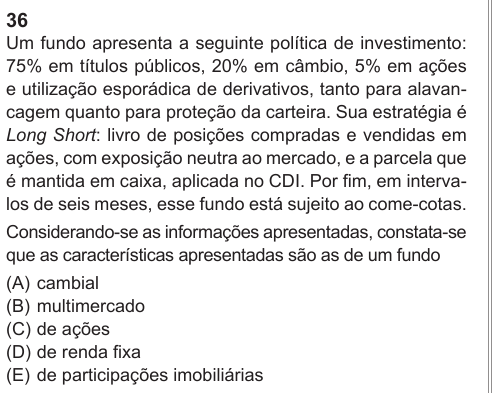 36
Um fundo apresenta a seguinte política de investimento:
75% em títulos públicos, 20% em câmbio, 5% em ações
e utilização esporádica de derivativos, tanto para alavan-
cagem quanto para proteção da carteira. Sua estratégia é
Long Short: livro de posições compradas e vendidas em
ações, com exposição neutra ao mercado, e a parcela que
é mantida em caixa, aplicada no CDI. Por fim, em interva-
los de seis meses, esse fundo está sujeito ao come-cotas.
Considerando-se as informações apresentadas, constata-se
que as características apresentadas são as de um fundo
(A) cambial
(B) multimercado
(C) de ações
(D) de renda fixa
(E) de participações imobiliárias